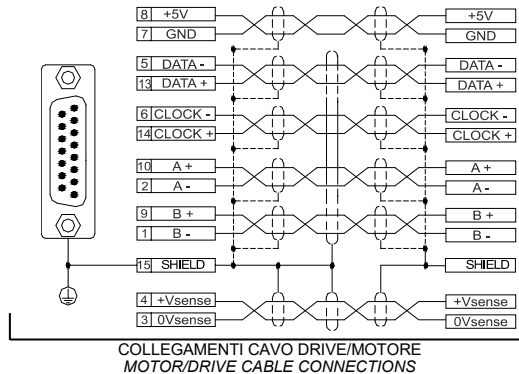 8 +5V +5V
7 GND GND
5 DATA - DATA -
13 DATA + DATA +
6 CLOCK - CLOCK -
14 CLOCK + CLOCK +
10 A + A +
2 A - A -
9 B + B +
1 B - B -
15 SHIELD SHIELD
4 +Vsense +Vsense
3 0Vsense 0Vsense
COLLEGAMENTI CAVO DRIVE/MOTORE
MOTOR/DRIVE CABLE CONNECTIONS